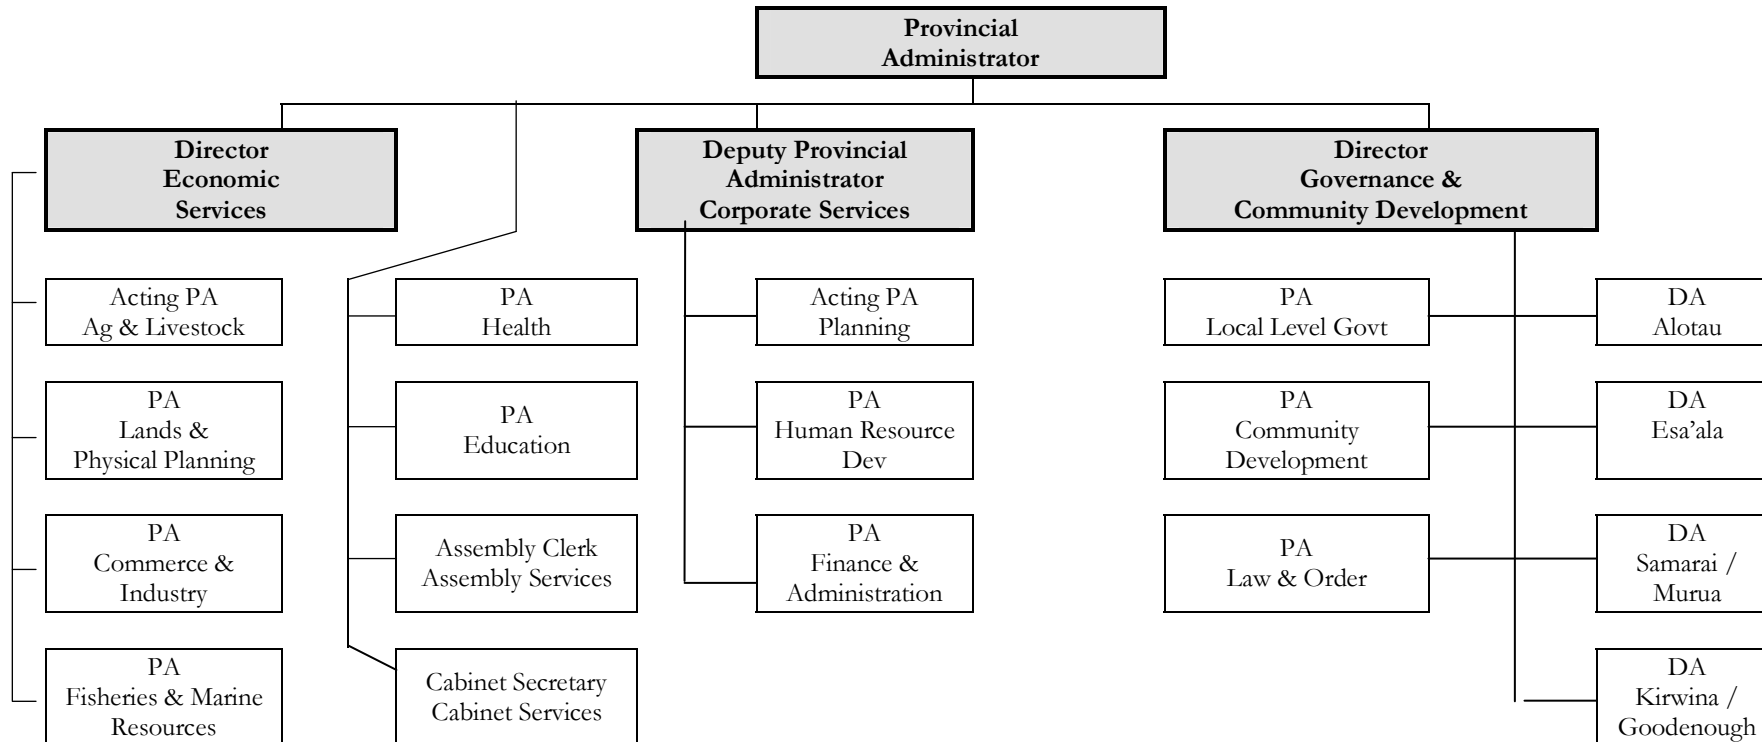 Provincial
Administrator
Director
Economic
Services
Deputy Provincial
Administrator
Corporate Services
Director
Governance &
Community Development
Acting PA
Ag & Livestock
PA
Health
Acting PA
Planning
PA
Local Level Govt
DA
Alotau
PA
Lands &
Physical Planning
PA
Education
PA
Human Resource
Dev
PA
Community
Development
DA
Esa’ala
PA
Commerce &
Industry
Assembly Clerk
Assembly Services
PA
Finance &
Administration
PA
Law & Order
DA
Samarai /
Murua
PA
Fisheries & Marine
Resources
Cabinet Secretary
Cabinet Services
DA
Kirwina /
Goodenough